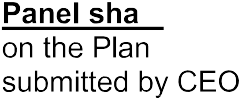 Panel sha
on the Plan
submitted by CEO